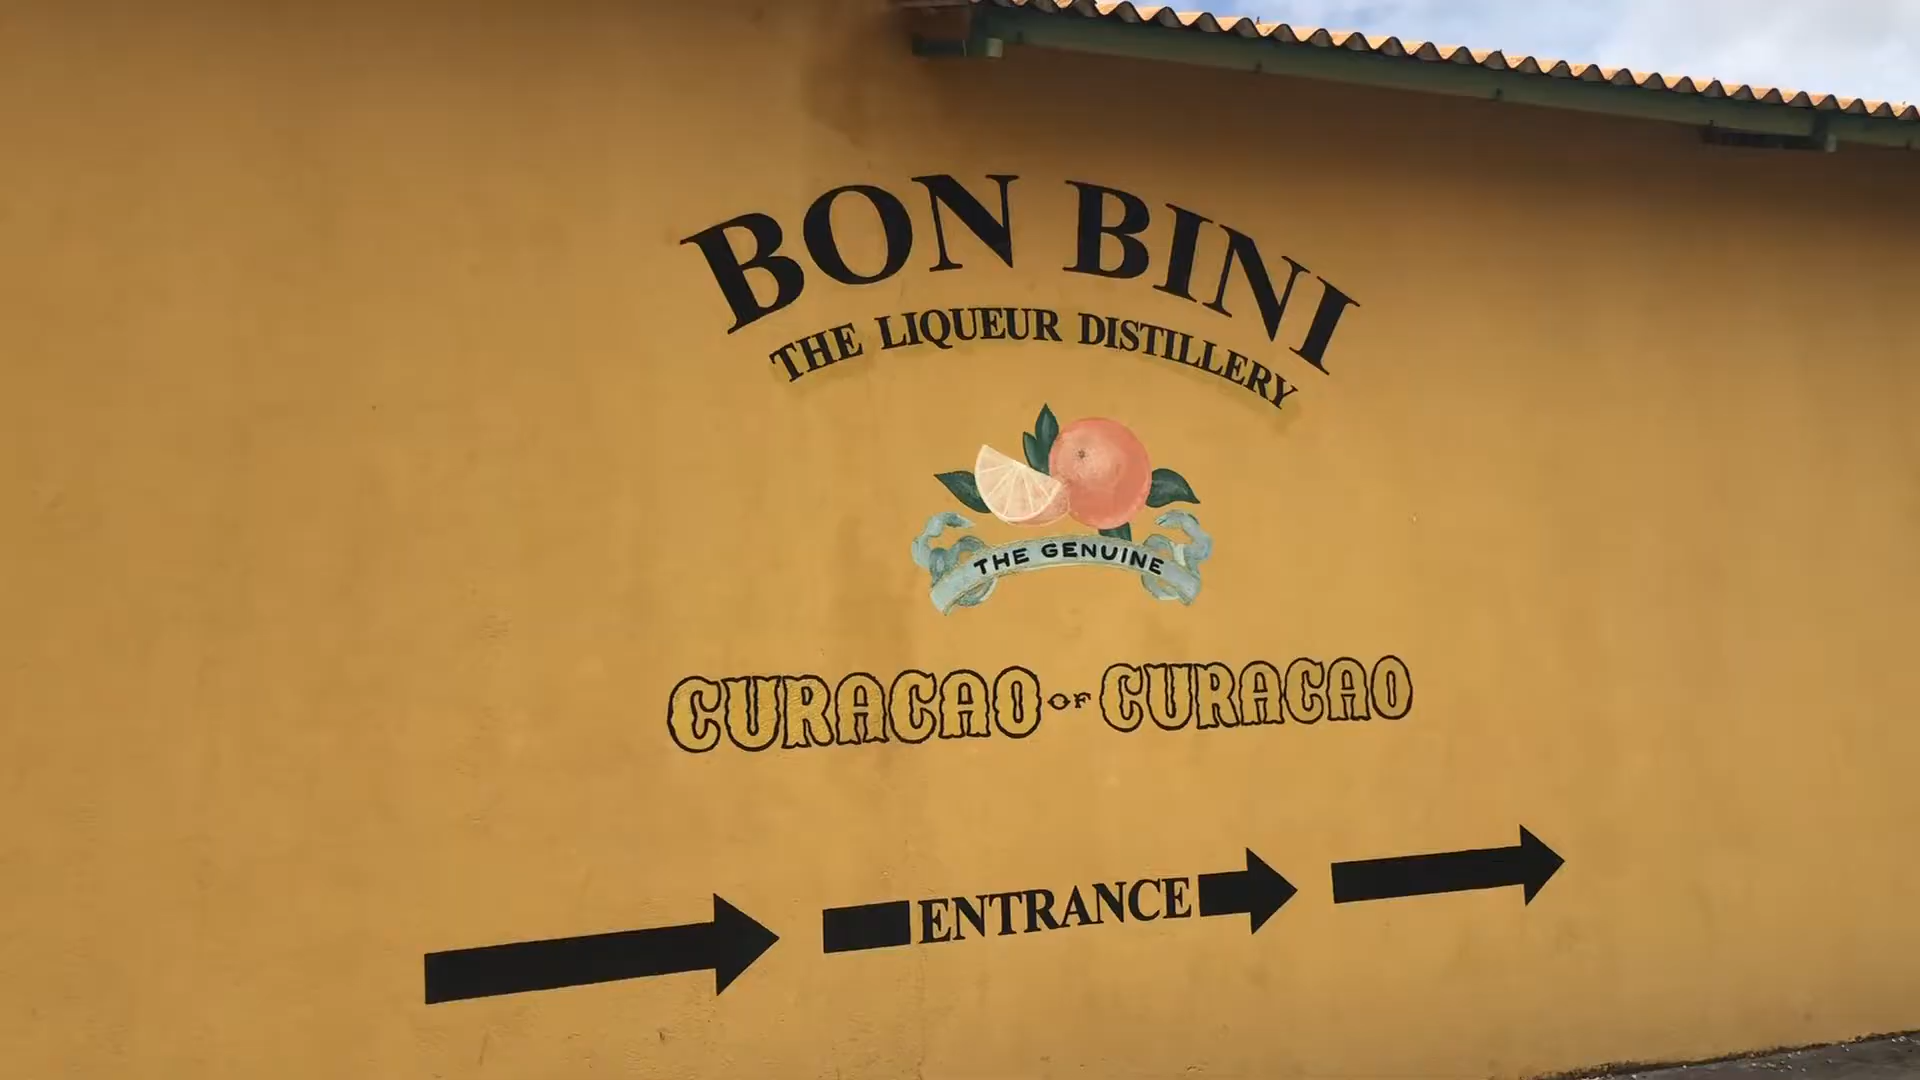 BON BINI
THE LIQUEUR DISTILLERY
THE GENUINE
CURACAO OF CURACAO
ENTRANCE